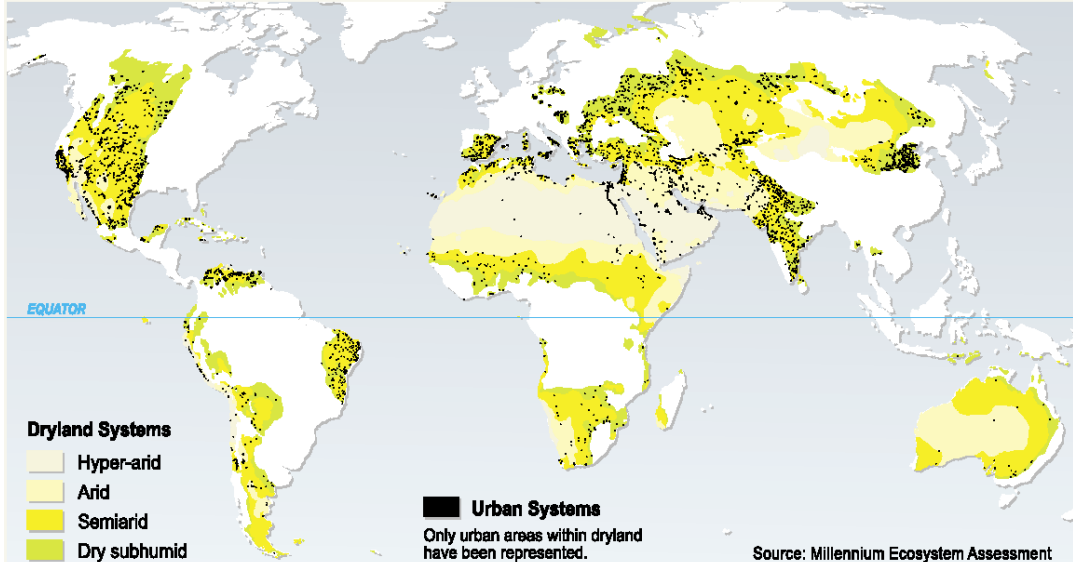 EQUATOR
Dryland Systems
Hyper-arid
Arid
Semiarid
Dry subhumid
Urban Systems
Only urban areas within dryland
have been represented.
Source: Millennium Ecosystem Assessment